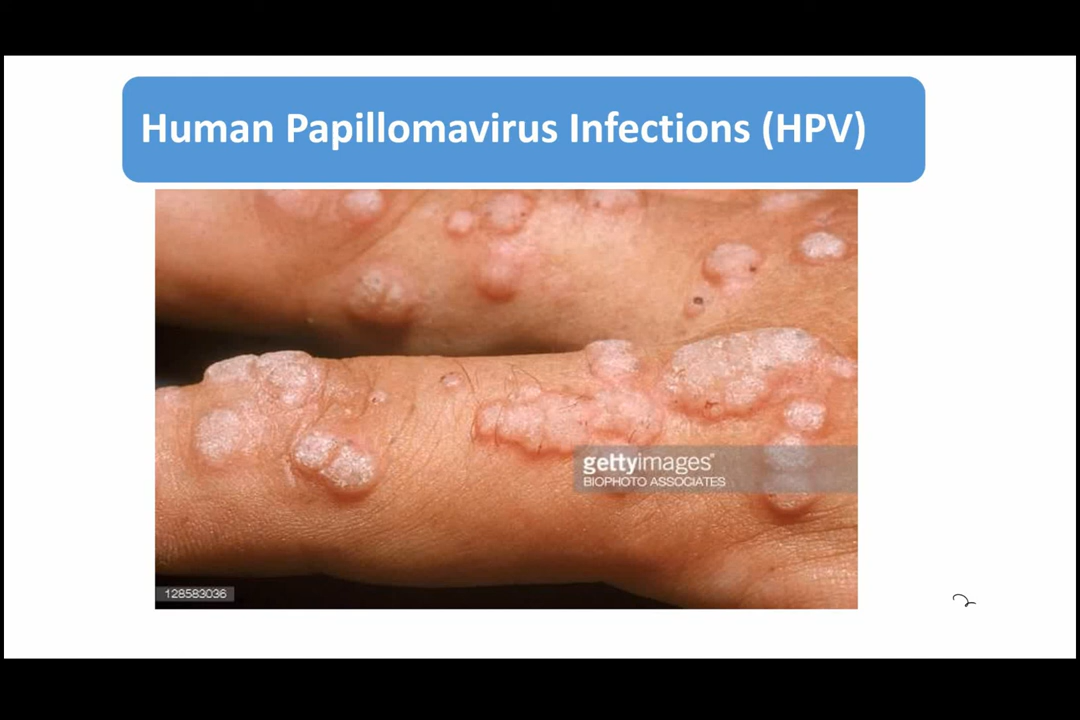 Human Papillomavirus Infections (HPV)
gettyimages®
BIOPHOTO ASSOCIATES
128583036